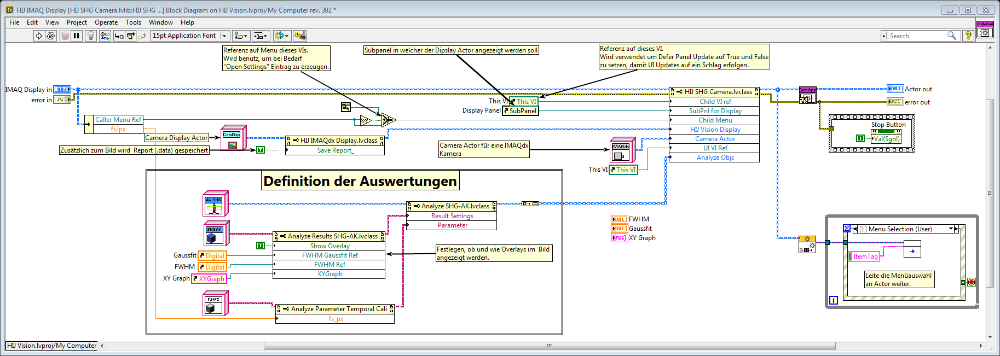 HIJ IMAQ Display [HIJ SHG Camera.lvlib:HIJ SHG ...] Block Diagram on HIJ Vision.lvproj/My Computer rev. 302 *
File Edit View Project Operate Tools Window Help
15pt Application Font
Search
?
Referenz auf Menu dieses VIs.
Wird benutz, um bei Bedarf
"Open Settings" Eintrag zu erzeugen.
Subpanel in welcher der Dipslay Actor angezeigt werden soll
Referenz auf dieses VI.
Wird verwendet um Defer Panel Update auf True und False
zu setzen, damit UI Updates auf ein Schlag erfolgen.
IMAQ Display in
OBJ
error in
This VI
This VI
Display Panel
SubPanel
HIJ SHG Camera.lvclass
Child VI ref
SubPnl for Display
Child Menu
HIJ Vision Display
Camera Actor
UI VI Ref
Analyze Objs
CamApp
OBJ
Actor out
error out
Stop Button
T
Val(Sgnl)
Caller Menu Ref
fs/px
Camera Display Actor
CamDsp
Zusätzlich zum Bild wird Report (.data) gespeichert
T
HIJ IMAQdx Display.lvclass
Save Report_
Camera Actor für eine IMAQdx
Kamera
IMAQdx
This VI
This VI
Definition der Auswertungen
An. SHG
Analyze SHG-AK.lvclass
Result Settings
Parameter
SHGAK
Analyze Results SHG-AK.lvclass
T
Show Overlay
FWHM Gaussfit Ref
FWHM Ref
XYGraph
Gaussfit
Digital
FWHM
Digital
XY Graph
XYGraph
Festlegen, ob und wie Overlays im Bild
angezeigt werden.
FS/PX
Analyze Parameter Temporal Cali
fs_px
DBL
FWHM
DBL
Gaussfit
XY Graph
[1] Menu Selection (User)
ItemTag
Leite die Menüauswahl
an Actor weiter.
i
HIJ Vision.lvproj/My Computer